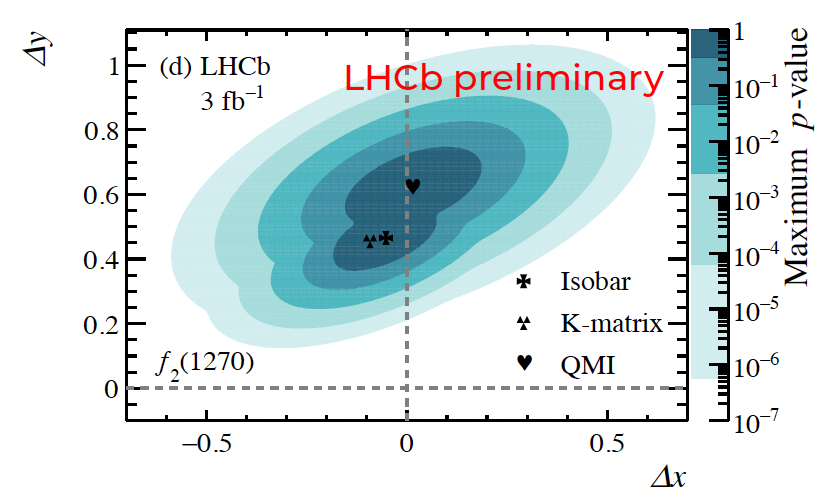 Δy
(d) LHCb
3 fb⁻¹
LHCb preliminary
1
0.8
0.6
0.4
0.2
0
Isobar
K-matrix
QMI
f₂(1270)
−0.5
0
0.5
Δx
1
10⁻¹
10⁻²
10⁻³
10⁻⁴
10⁻⁵
10⁻⁶
10⁻⁷
Maximum p-value